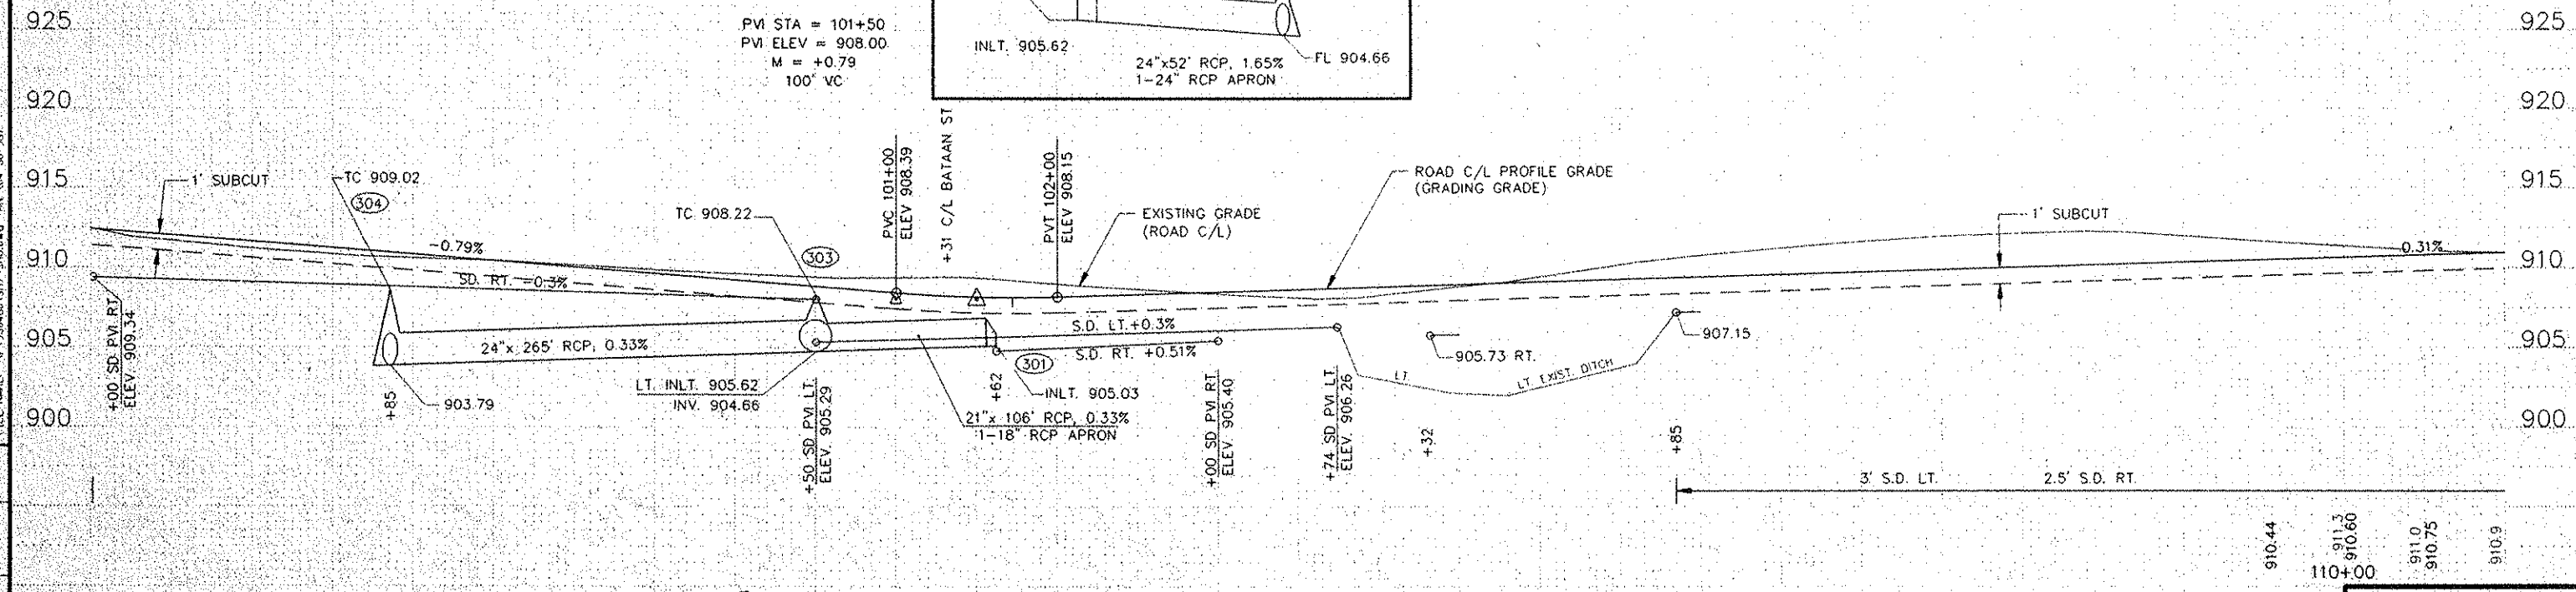 925
925
PVI STA = 101+50
PVI ELEV = 908.00
M = +0.79
100' VC
INLT. 905.62
24"x52' RCP, 1.65%
1-24" RCP APRON
FL 904.66
920
920
915
915
1' SUBCUT
TC 909.02
304
TC 908.22
303
PVC 101+00
ELEV 908.39
+31 C/L BATAAN ST
PVT 102+00
ELEV 908.15
EXISTING GRADE
(ROAD C/L)
ROAD C/L PROFILE GRADE
(GRADING GRADE)
1' SUBCUT
910
910
-0.79%
0.31%
SD. RT. -0.3%
905
905
+00 SD PVI RT
ELEV. 909.34
24"x 265' RCP, 0.33%
S.D. LT.+0.3%
S.D. RT. +0.51%
301
905.73 RT.
907.15
LT.
LT. EXIST. DITCH
LT. INLT. 905.62
INV. 904.66
+85
903.79
+62
INLT. 905.03
21"x 106' RCP, 0.33%
1-18" RCP APRON
900
900
+50 SD PVI LT
ELEV. 905.29
+00 SD PVI RT
ELEV. 905.40
+74 SD PVI LT
ELEV. 906.26
+32
+85
3' S.D. LT.
2.5' S.D. RT.
910.44
911.3
910.60
911.0
910.75
910.9
110+00